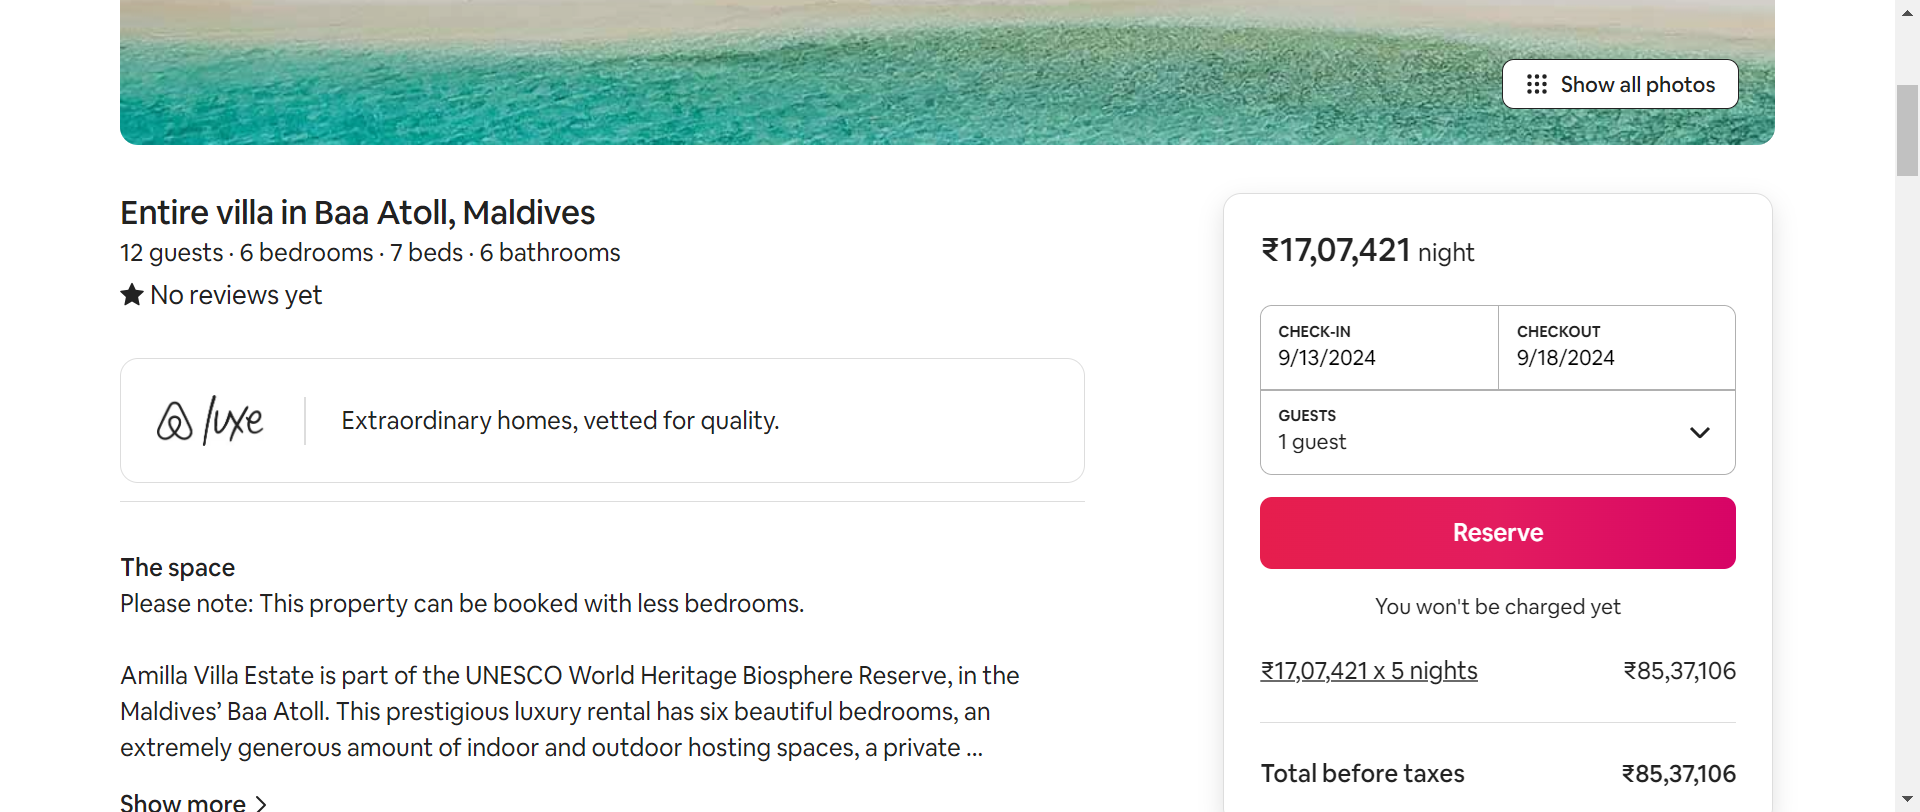 Show all photos
Entire villa in Baa Atoll, Maldives
12 guests · 6 bedrooms · 7 beds · 6 bathrooms
★ No reviews yet
luxe
Extraordinary homes, vetted for quality.
The space
Please note: This property can be booked with less bedrooms.
Amilla Villa Estate is part of the UNESCO World Heritage Biosphere Reserve, in the
Maldives’ Baa Atoll. This prestigious luxury rental has six beautiful bedrooms, an
extremely generous amount of indoor and outdoor hosting spaces, a private ...
Show more
₹17,07,421 night
CHECK-IN
9/13/2024
CHECKOUT
9/18/2024
GUESTS
1 guest
Reserve
You won't be charged yet
₹17,07,421 x 5 nights
₹85,37,106
Total before taxes
₹85,37,106